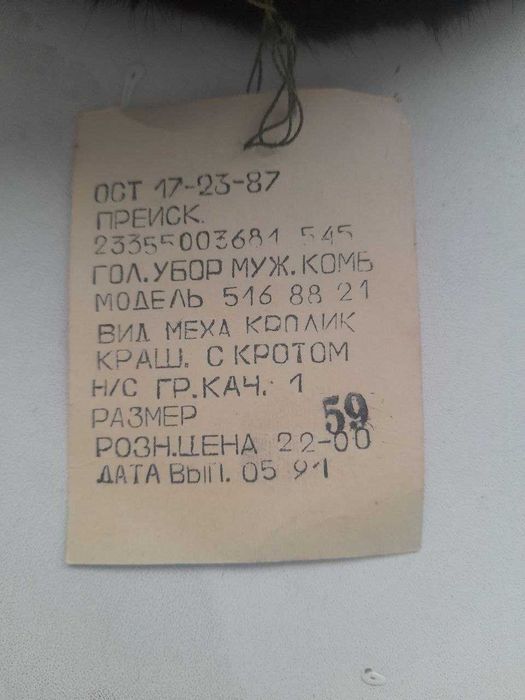 ОСТ 17-23-87
ПРЕЙСК.
23355003681 545
ГОЛ.УБОР МУЖ.КОМБ
МОДЕЛЬ 516 88 21
ВИД МЕХА КРОЛИК
КРАШ. С КРОТОМ
Н/С ГР.КАЧ. 1
РАЗМЕР 59
РОЗН.ЦЕНА 22-00
ДАТА ВЫП. 05 91